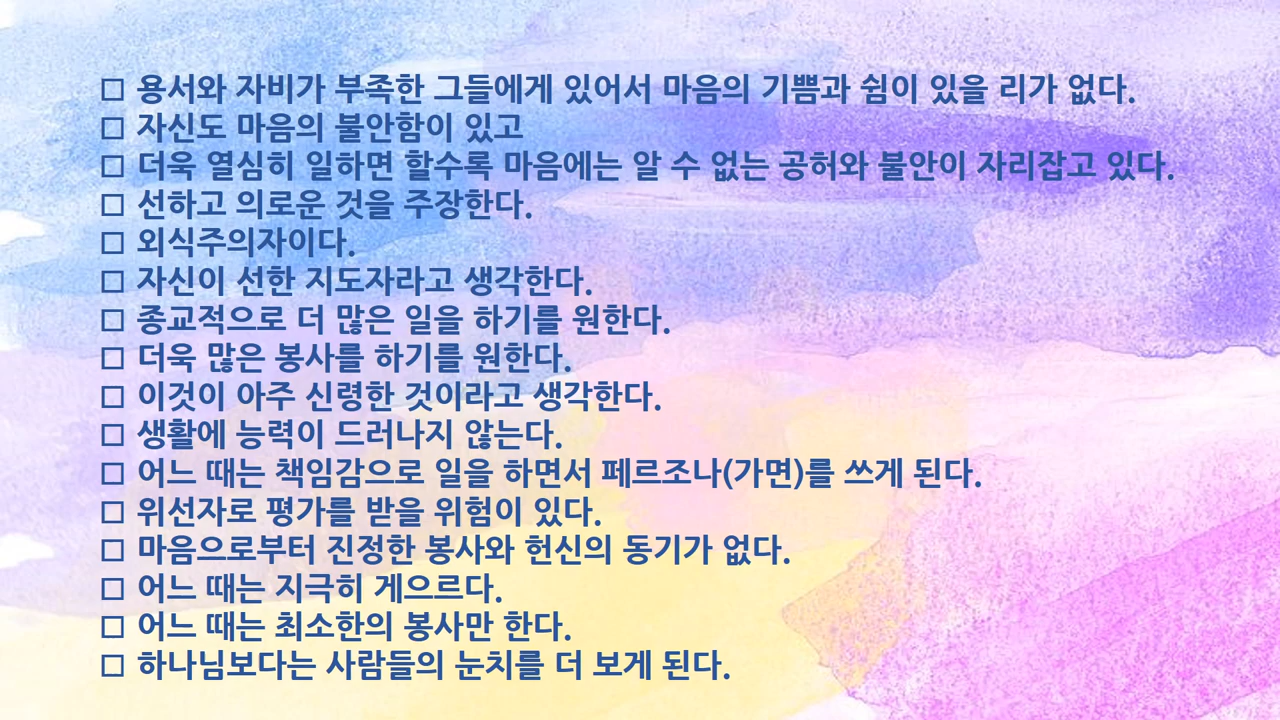 □ 용서와 자비가 부족한 그들에게 있어서 마음의 기쁨과 쉼이 있을 리가 없다.
□ 자신도 마음의 불안함이 있고
□ 더욱 열심히 일하면 할수록 마음에는 알 수 없는 공허와 불안이 자리잡고 있다.
□ 선하고 의로운 것을 주장한다.
□ 외식주의자이다.
□ 자신이 선한 지도자라고 생각한다.
□ 종교적으로 더 많은 일을 하기를 원한다.
□ 더욱 많은 봉사를 하기를 원한다.
□ 이것이 아주 신령한 것이라고 생각한다.
□ 생활에 능력이 드러나지 않는다.
□ 어느 때는 책임감으로 일을 하면서 페르조나(가면)를 쓰게 된다.
□ 위선자로 평가를 받을 위험이 있다.
□ 마음으로부터 진정한 봉사와 헌신의 동기가 없다.
□ 어느 때는 지극히 게으르다.
□ 어느 때는 최소한의 봉사만 한다.
□ 하나님보다는 사람들의 눈치를 더 보게 된다.